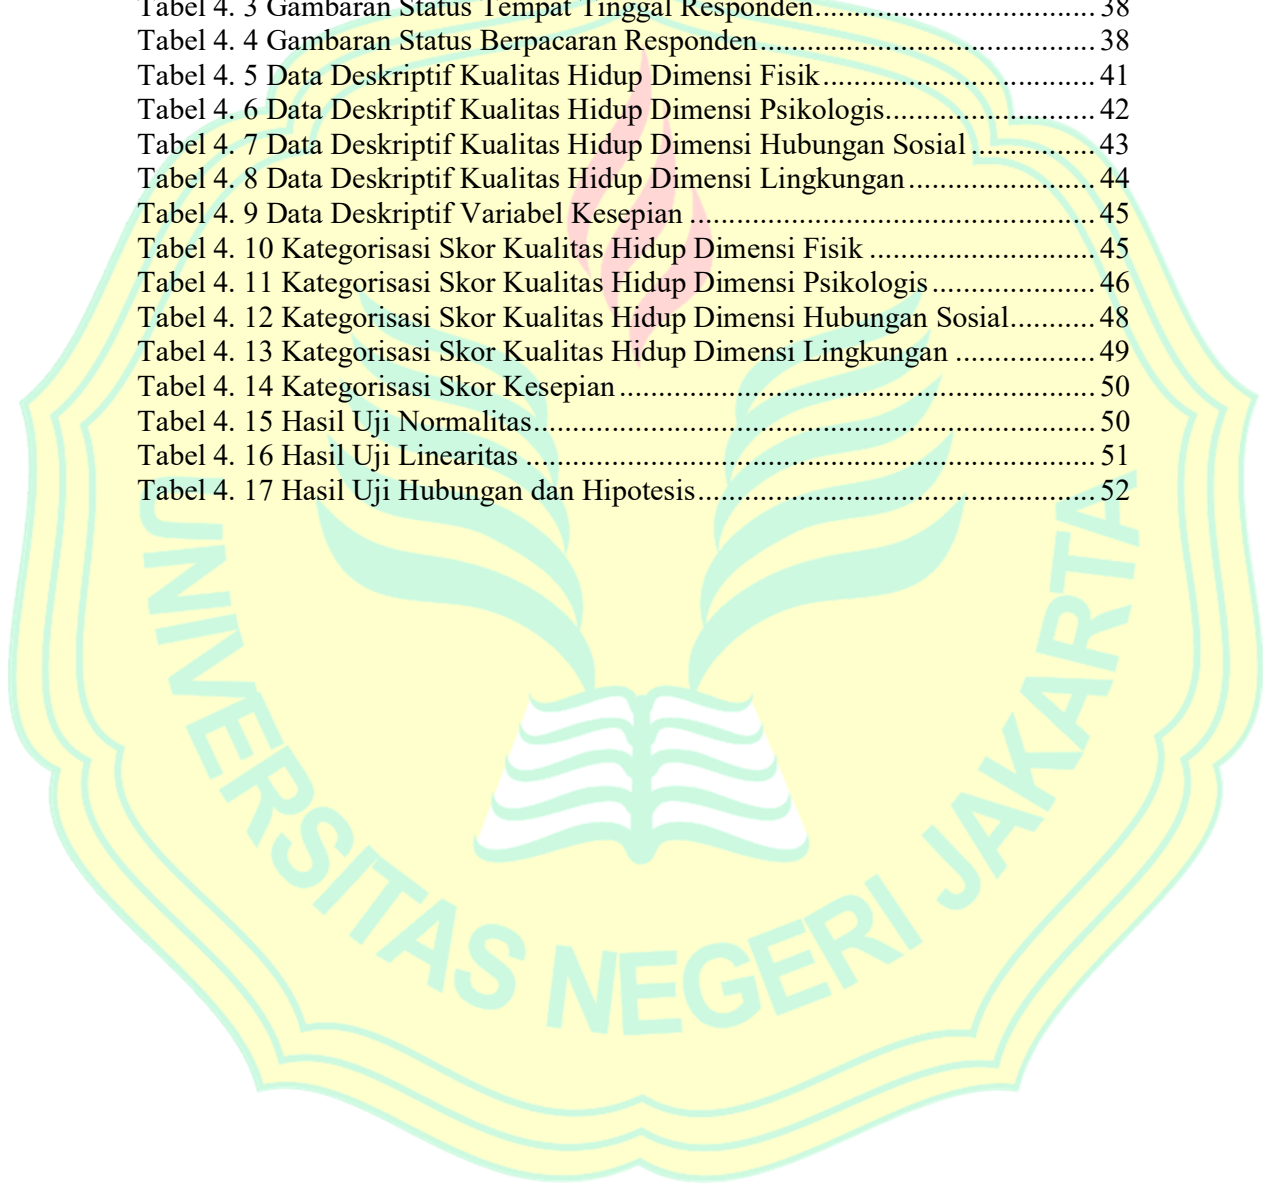 Tabel 4. 3 Gambaran Status Tempat Tinggal Responden.............................. 38
Tabel 4. 4 Gambaran Status Berpacaran Responden.................................... 38
Tabel 4. 5 Data Deskriptif Kualitas Hidup Dimensi Fisik............................. 41
Tabel 4. 6 Data Deskriptif Kualitas Hidup Dimensi Psikologis..................... 42
Tabel 4. 7 Data Deskriptif Kualitas Hidup Dimensi Hubungan Sosial ............ 43
Tabel 4. 8 Data Deskriptif Kualitas Hidup Dimensi Lingkungan ................... 44
Tabel 4. 9 Data Deskriptif Variabel Kesepian ........................................... 45
Tabel 4. 10 Kategorisasi Skor Kualitas Hidup Dimensi Fisik ....................... 45
Tabel 4. 11 Kategorisasi Skor Kualitas Hidup Dimensi Psikologis ................ 46
Tabel 4. 12 Kategorisasi Skor Kualitas Hidup Dimensi Hubungan Sosial........ 48
Tabel 4. 13 Kategorisasi Skor Kualitas Hidup Dimensi Lingkungan .............. 49
Tabel 4. 14 Kategorisasi Skor Kesepian .................................................. 50
Tabel 4. 15 Hasil Uji Normalitas............................................................ 50
Tabel 4. 16 Hasil Uji Linearitas ............................................................. 51
Tabel 4. 17 Hasil Uji Hubungan dan Hipotesis.......................................... 52
UNIVERSITAS NEGERI JAKARTA